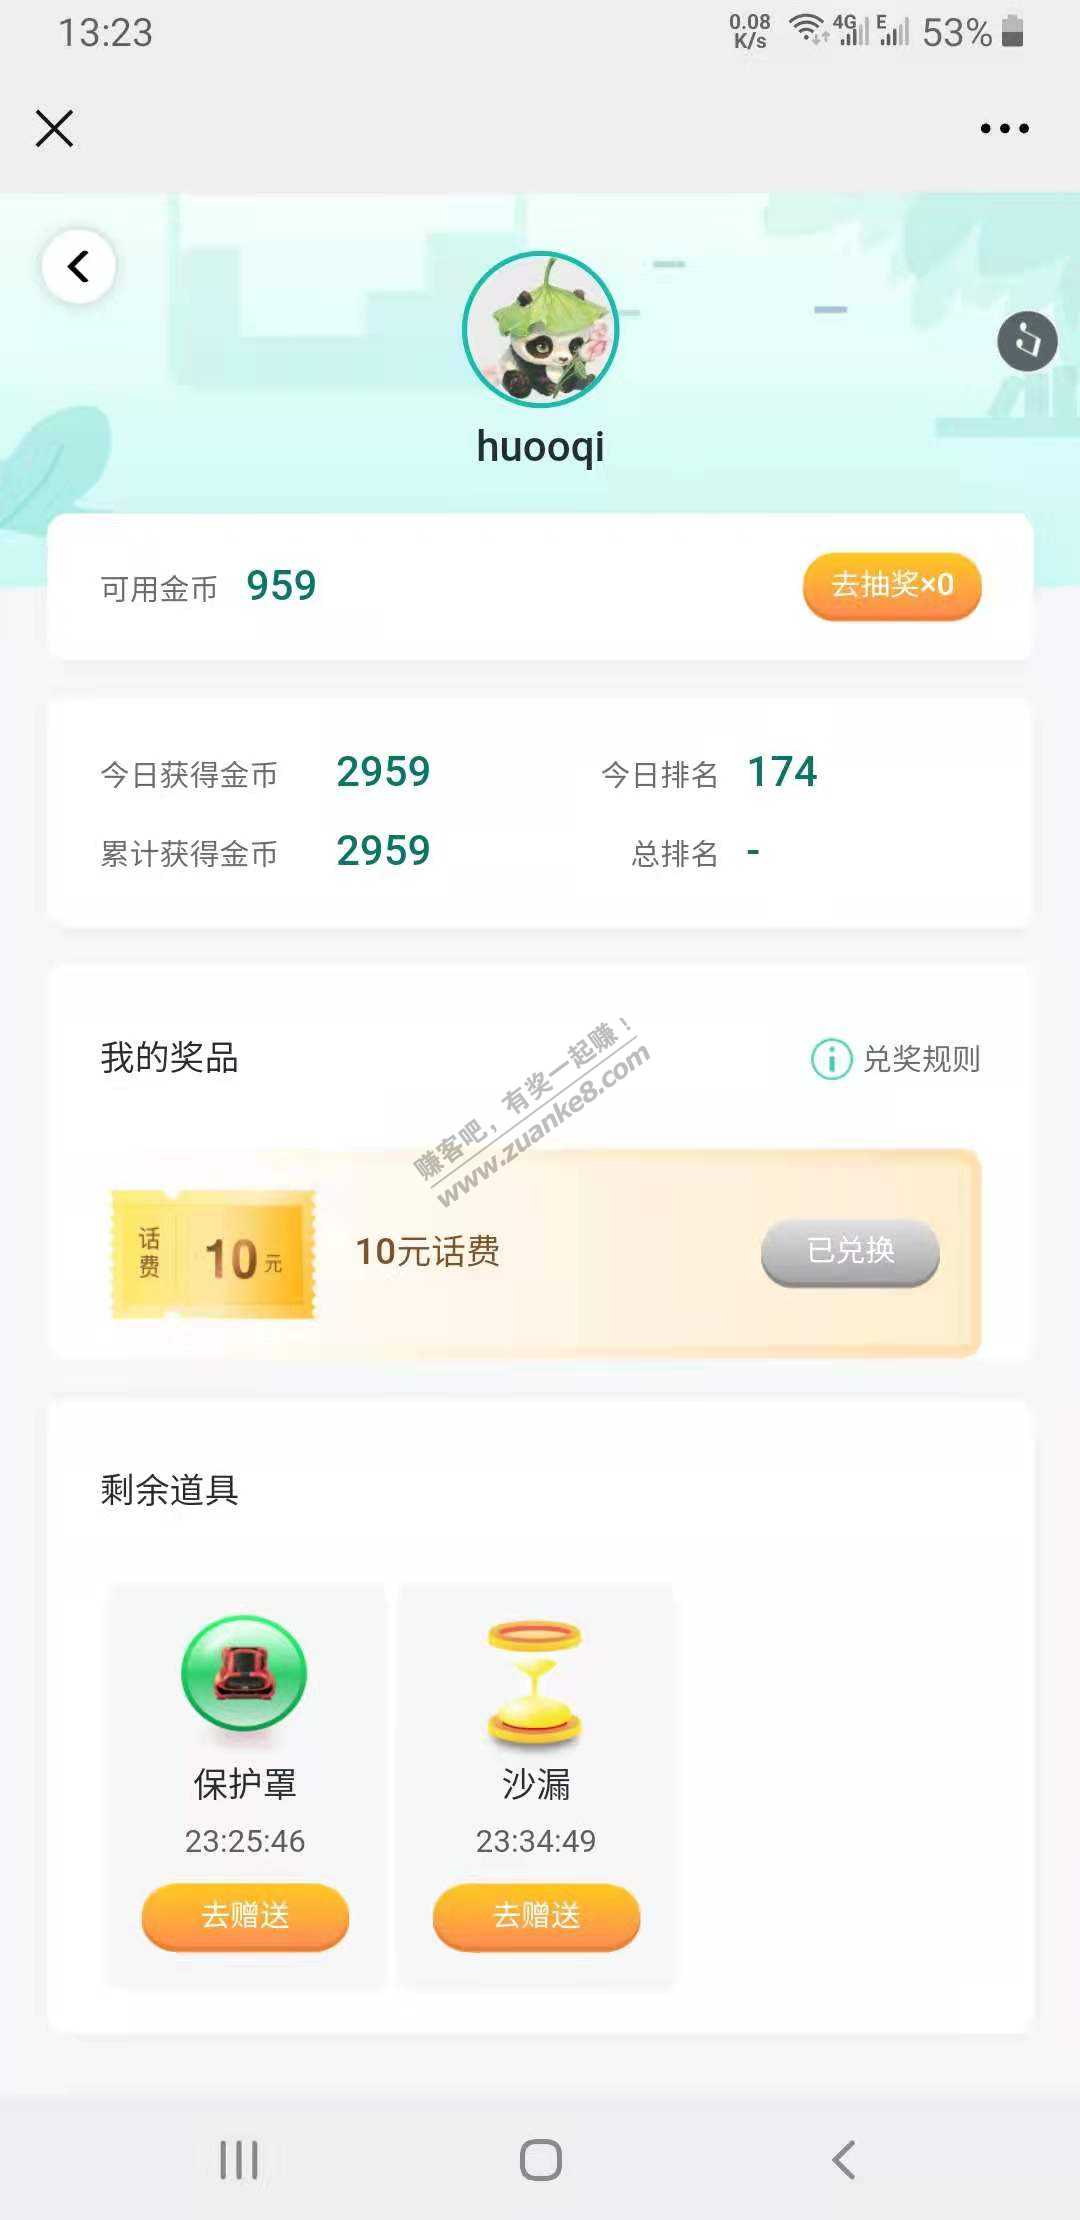 13:23
0.08
K/s
4G
E
53%
huooqi
可用金币 959
去抽奖×0
今日获得金币 2959
今日排名 174
累计获得金币 2959
总排名 -
我的奖品
兑奖规则
赚客吧，有奖一起赚！
www.zuanke8.com
话费
10元
10元话费
已兑换
剩余道具
保护罩
23:25:46
去赠送
沙漏
23:34:49
去赠送